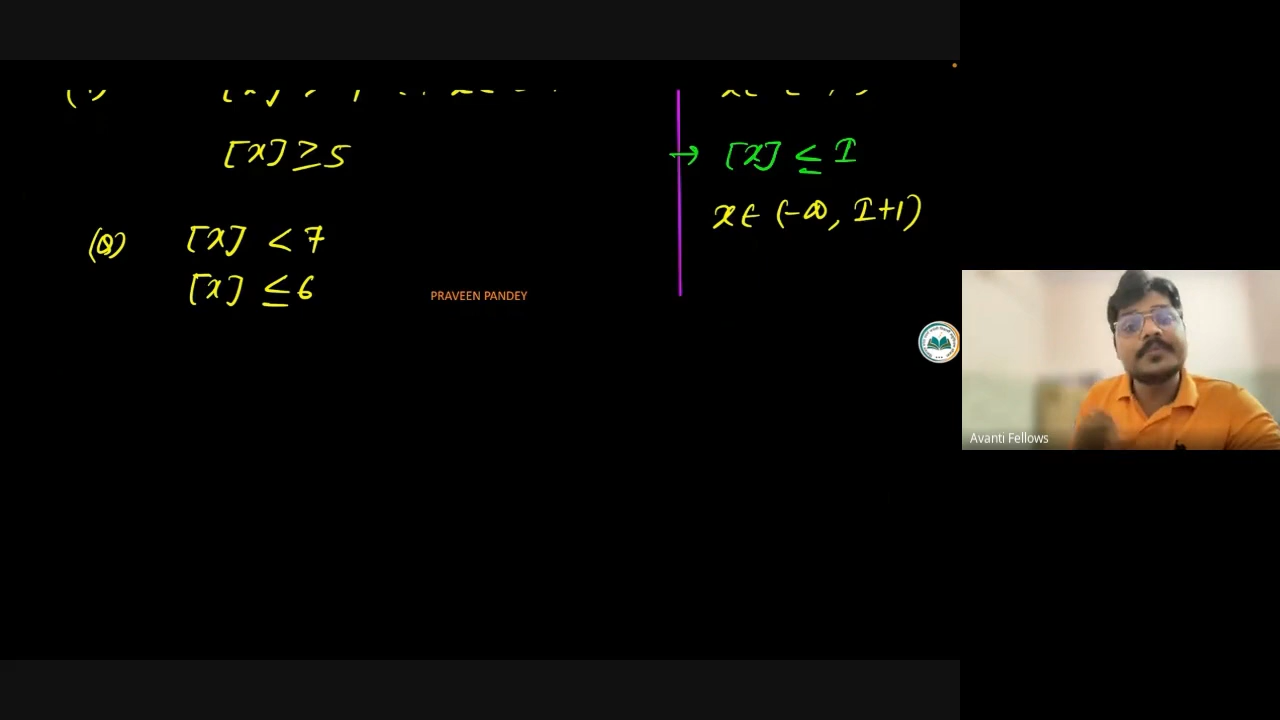 [x] ≥ 5
(Q) [x] < 7
[x] ≤ 6
→ [x] ≤ I
x ∈ (-∞, I+1)
PRAVEEN PANDEY
Avanti Fellows